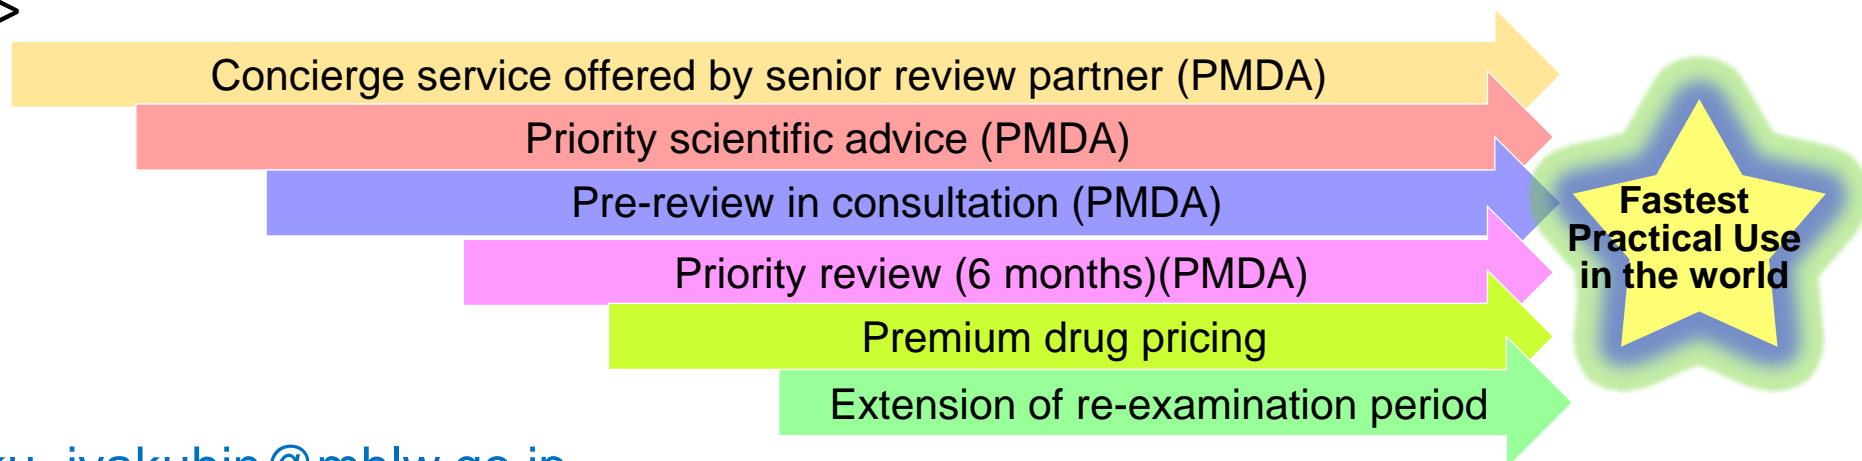 >
Concierge service offered by senior review partner (PMDA)
Priority scientific advice (PMDA)
Pre-review in consultation (PMDA)
Priority review (6 months)(PMDA)
Premium drug pricing
Extension of re-examination period
Fastest
Practical Use
in the world